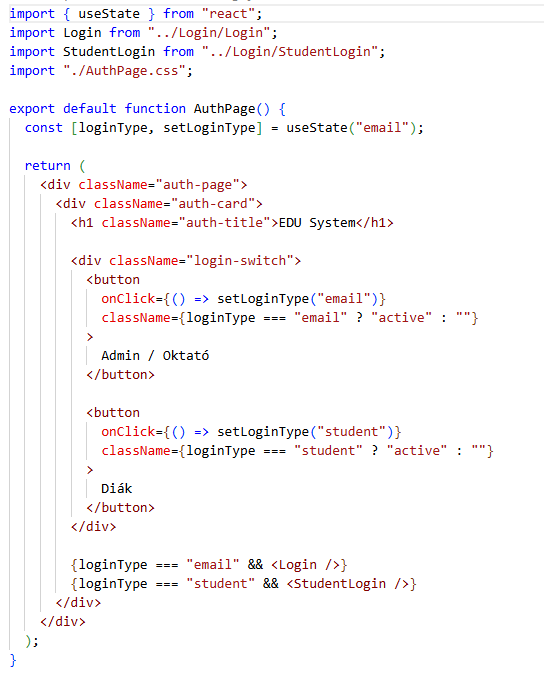 import { useState } from "react";
import Login from "../Login/Login";
import StudentLogin from "../Login/StudentLogin";
import "./AuthPage.css";

export default function AuthPage() {
  const [loginType, setLoginType] = useState("email");

  return (
    <div className="auth-page">
      <div className="auth-card">
        <h1 className="auth-title">EDU System</h1>

        <div className="login-switch">
          <button
            onClick={() => setLoginType("email")}
            className={loginType === "email" ? "active" : ""}
          >
            Admin / Oktató
          </button>

          <button
            onClick={() => setLoginType("student")}
            className={loginType === "student" ? "active" : ""}
          >
            Diák
          </button>
        </div>

        {loginType === "email" && <Login />}
        {loginType === "student" && <StudentLogin />}
      </div>
    </div>
  );
}